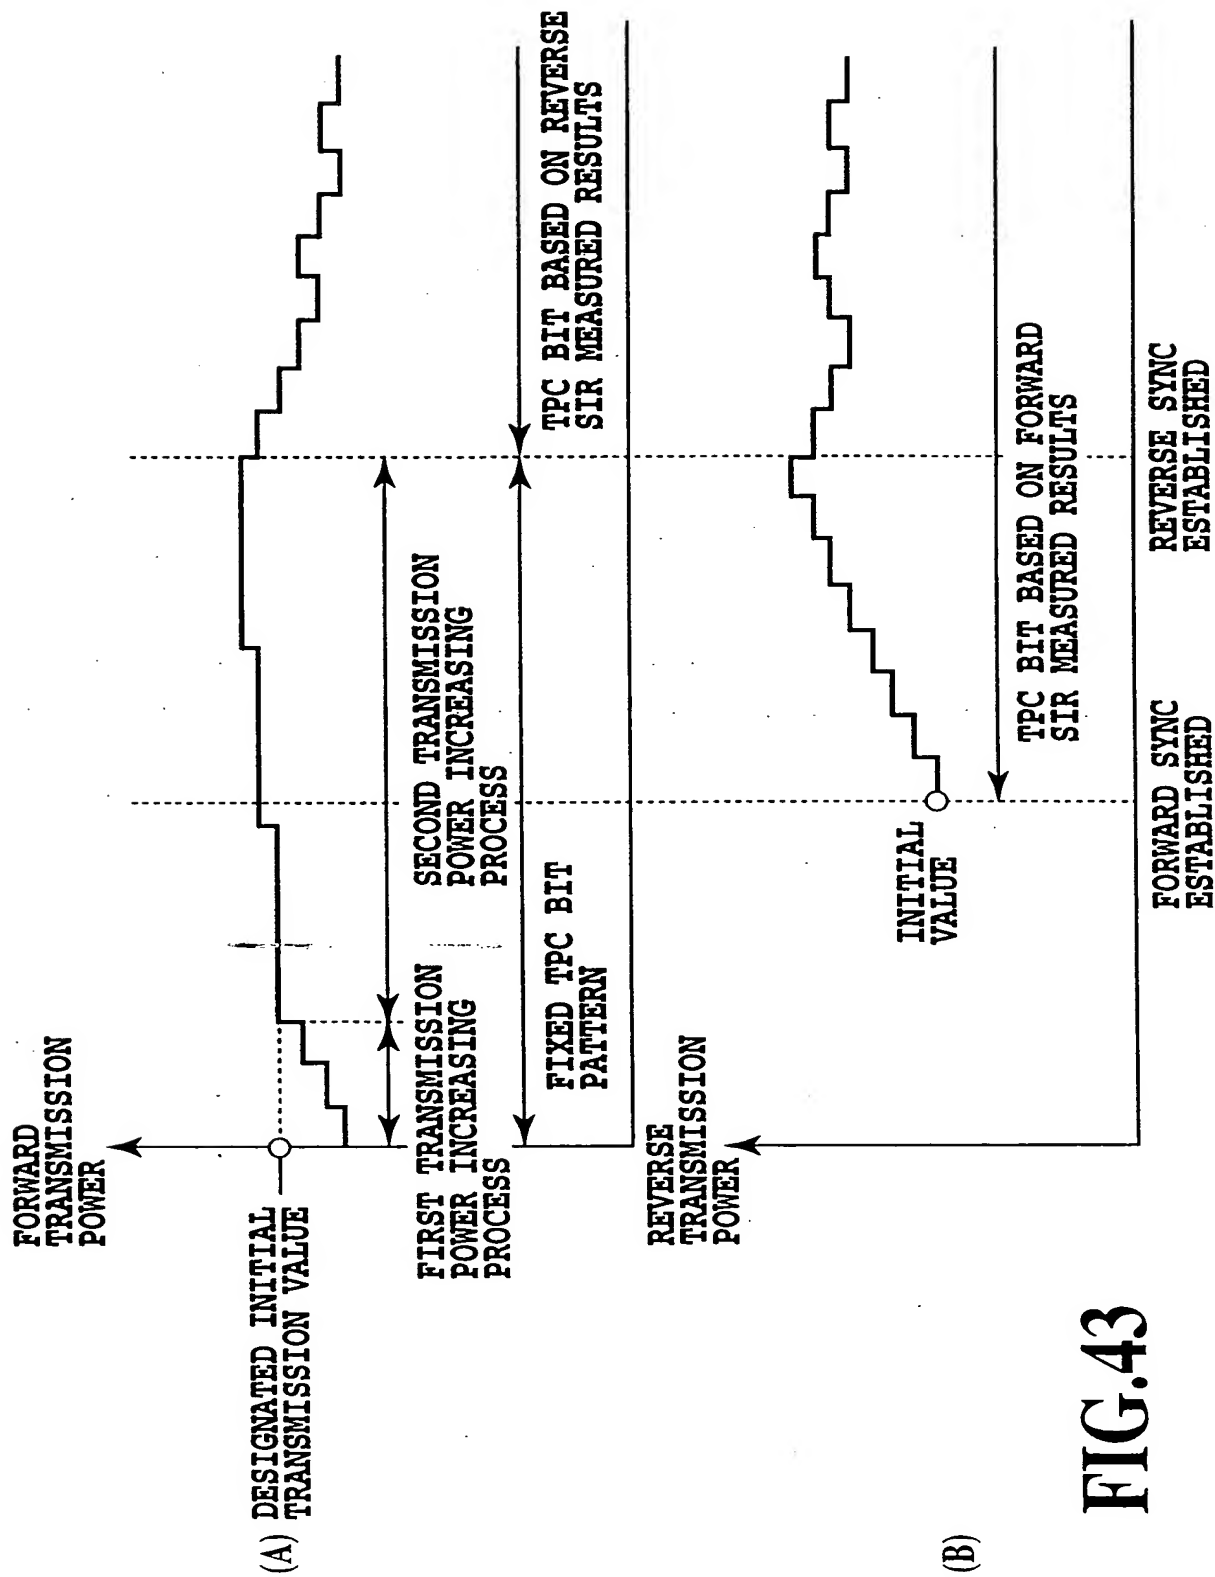 (A)
FORWARD
TRANSMISSION
POWER
DESIGNATED INITIAL
TRANSMISSION VALUE
FIRST TRANSMISSION
POWER INCREASING
PROCESS
SECOND TRANSMISSION
POWER INCREASING
PROCESS
FIXED TPC BIT
PATTERN
TPC BIT BASED ON REVERSE
SIR MEASURED RESULTS
(B)
REVERSE
TRANSMISSION
POWER
INITIAL
VALUE
TPC BIT BASED ON FORWARD
SIR MEASURED RESULTS
FORWARD SYNC
ESTABLISHED
REVERSE SYNC
ESTABLISHED
FIG.43